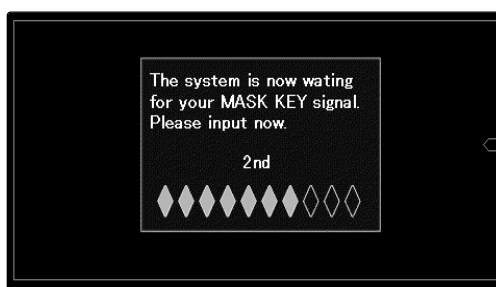 The system is now wating
for your MASK KEY signal.
Please input now.
2nd